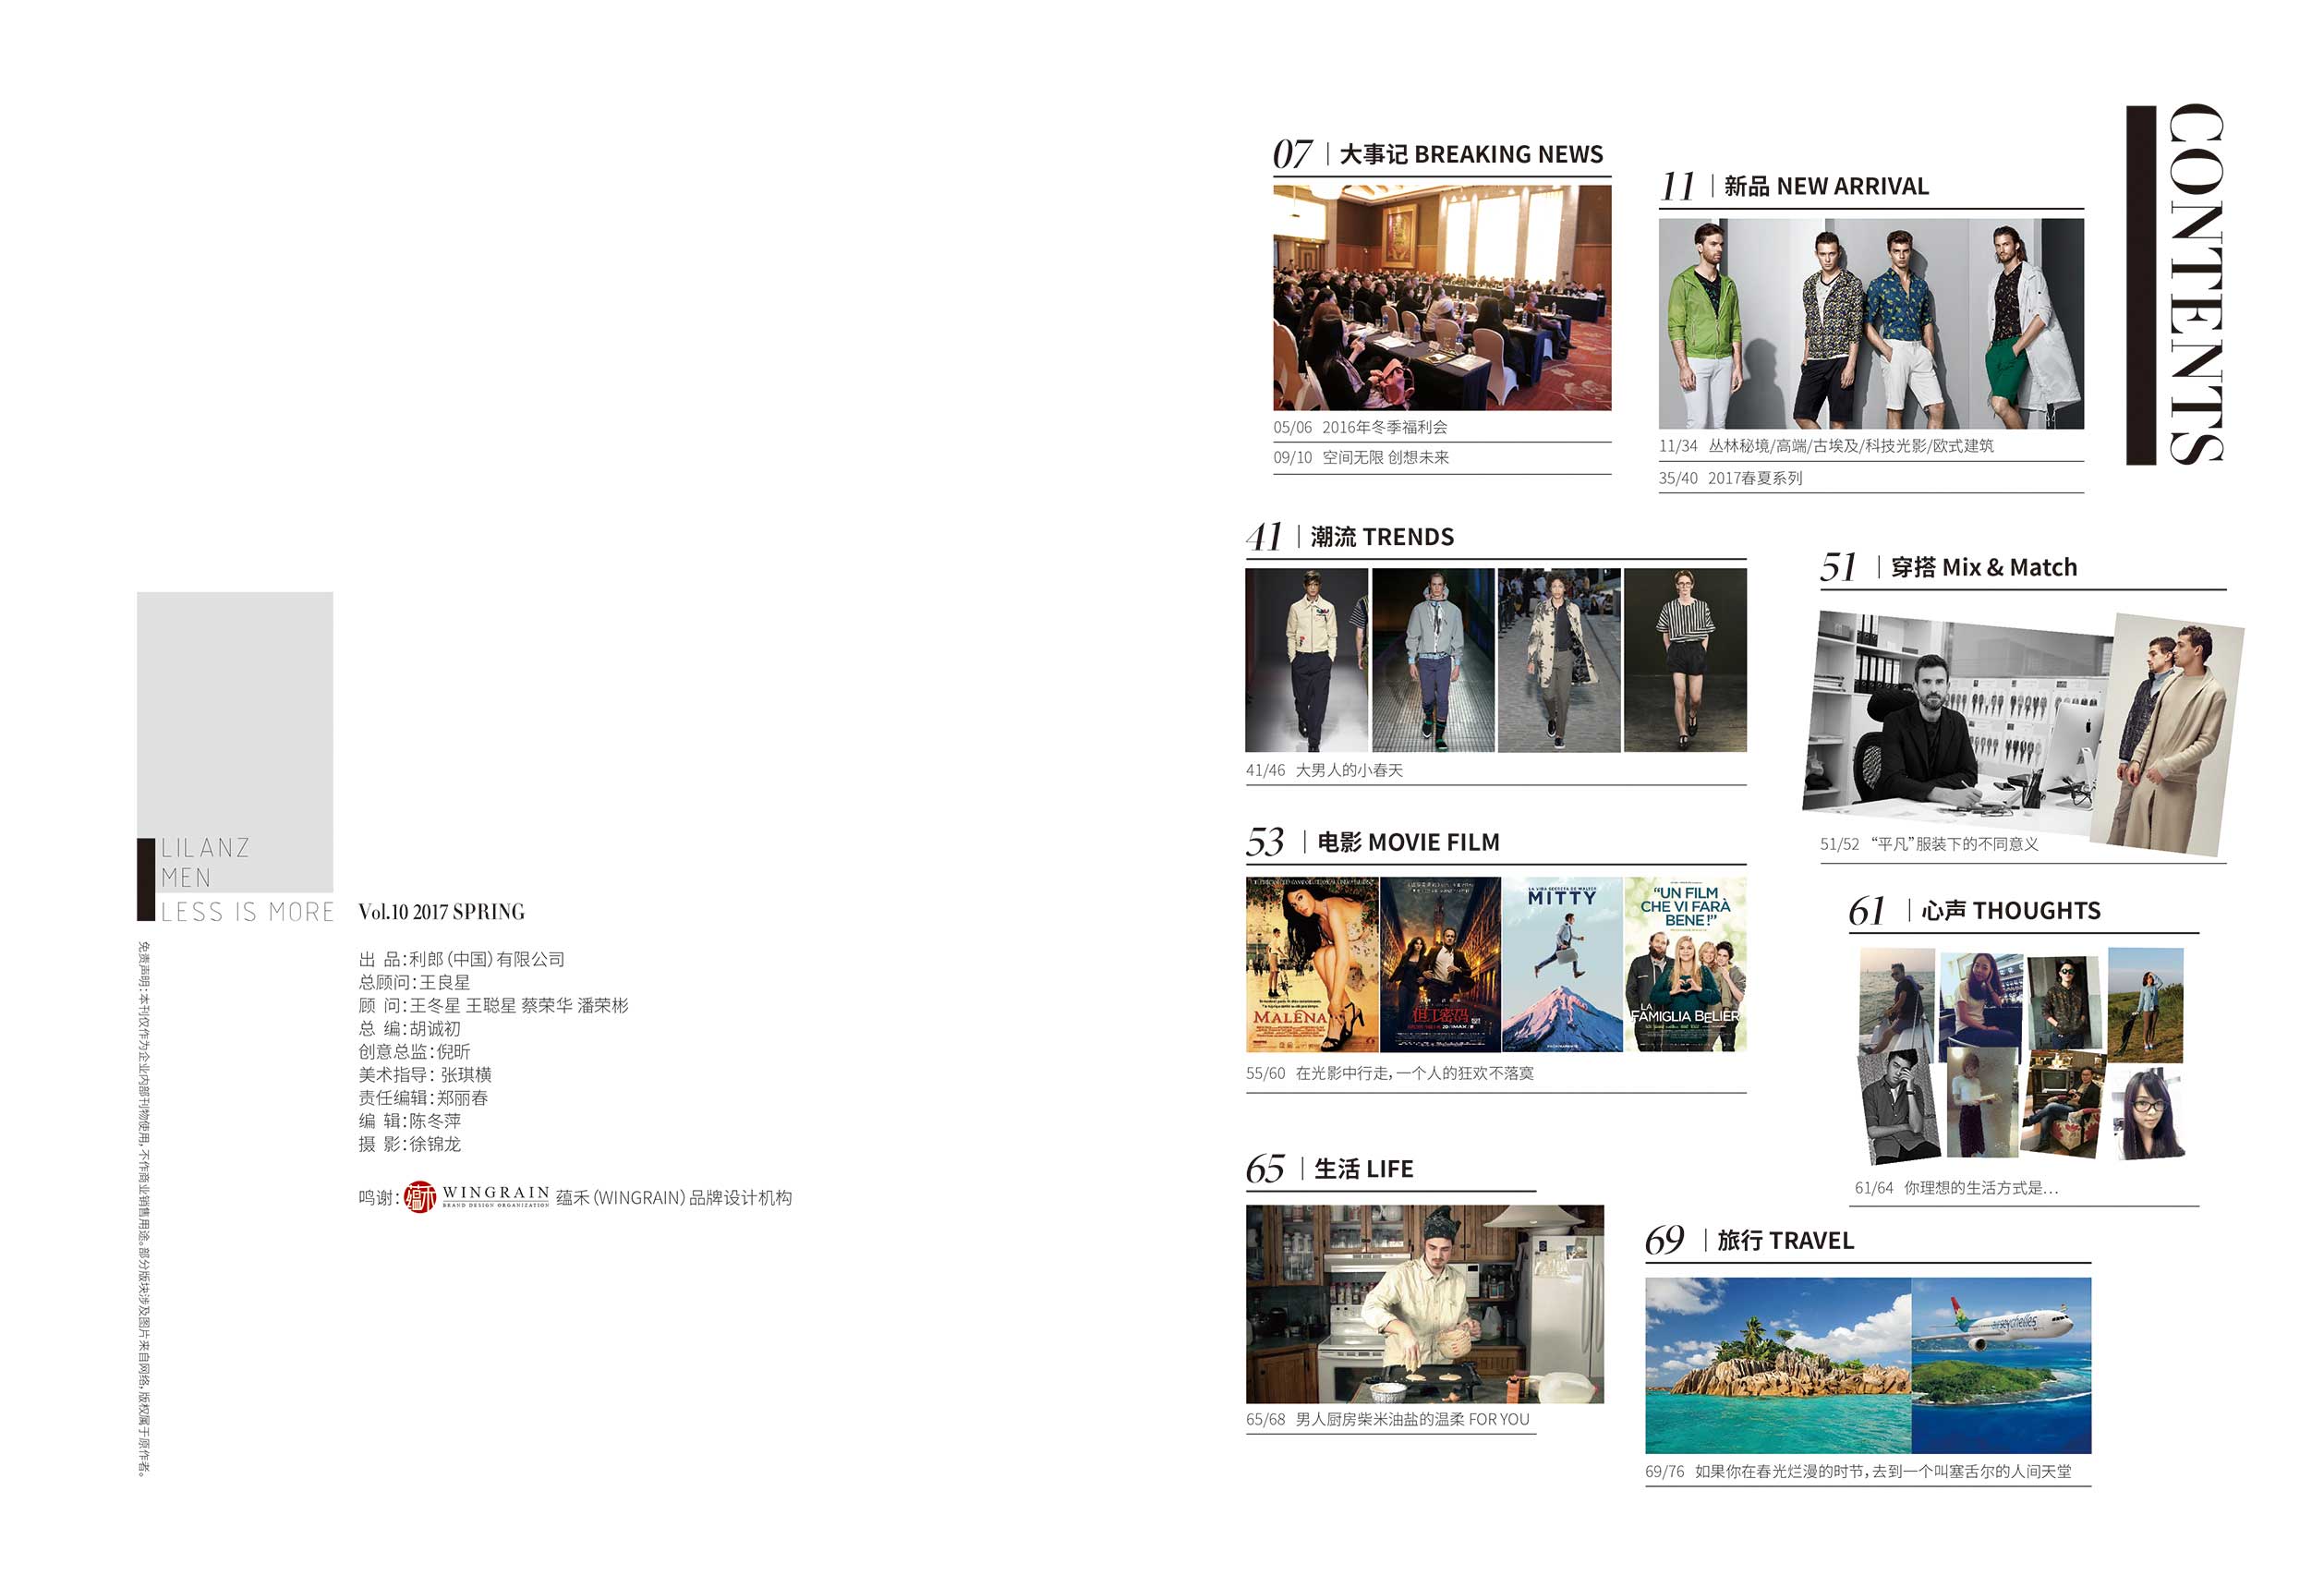 LILANZ
MEN
LESS IS MORE
Vol.10 2017 SPRING
出 品:利郎(中国)有限公司
总顾问:王良星
顾 问:王冬星 王聪星 蔡荣华 潘荣彬
总 编:胡诚初
创意总监:倪昕
美术指导: 张琪横
责任编辑:郑丽春
编 辑:陈冬萍
摄 影:徐锦龙
鸣谢: 蕴禾 WINGRAIN 蕴禾(WINGRAIN)品牌设计机构
BRAND DESIGN ORGANIZATION
免责声明:本刊仅作为企业内部刊物使用,不作商业销售用途。部分版块涉及图片来自网络,版权属于原作者。
CONTENTS
07 | 大事记 BREAKING NEWS
05/06 2016年冬季福利会
09/10 空间无限 创想未来
11 | 新品 NEW ARRIVAL
11/34 丛林秘境/高端/古埃及/科技光影/欧式建筑
35/40 2017春夏系列
41 | 潮流 TRENDS
41/46 大男人的小春天
51 | 穿搭 Mix & Match
51/52 “平凡”服装下的不同意义
53 | 电影 MOVIE FILM
MALÈNA
但丁密码
LA VIDA SECRETA DE WALTER
MITTY
“UN FILM
CHE VI FARÀ
BENE!”
LA
FAMIGLIA BÉLIER
55/60 在光影中行走,一个人的狂欢不落寞
61 | 心声 THOUGHTS
61/64 你理想的生活方式是…
65 | 生活 LIFE
65/68 男人厨房柴米油盐的温柔 FOR YOU
69 | 旅行 TRAVEL
airseychelles
69/76 如果你在春光烂漫的时节,去到一个叫塞舌尔的人间天堂